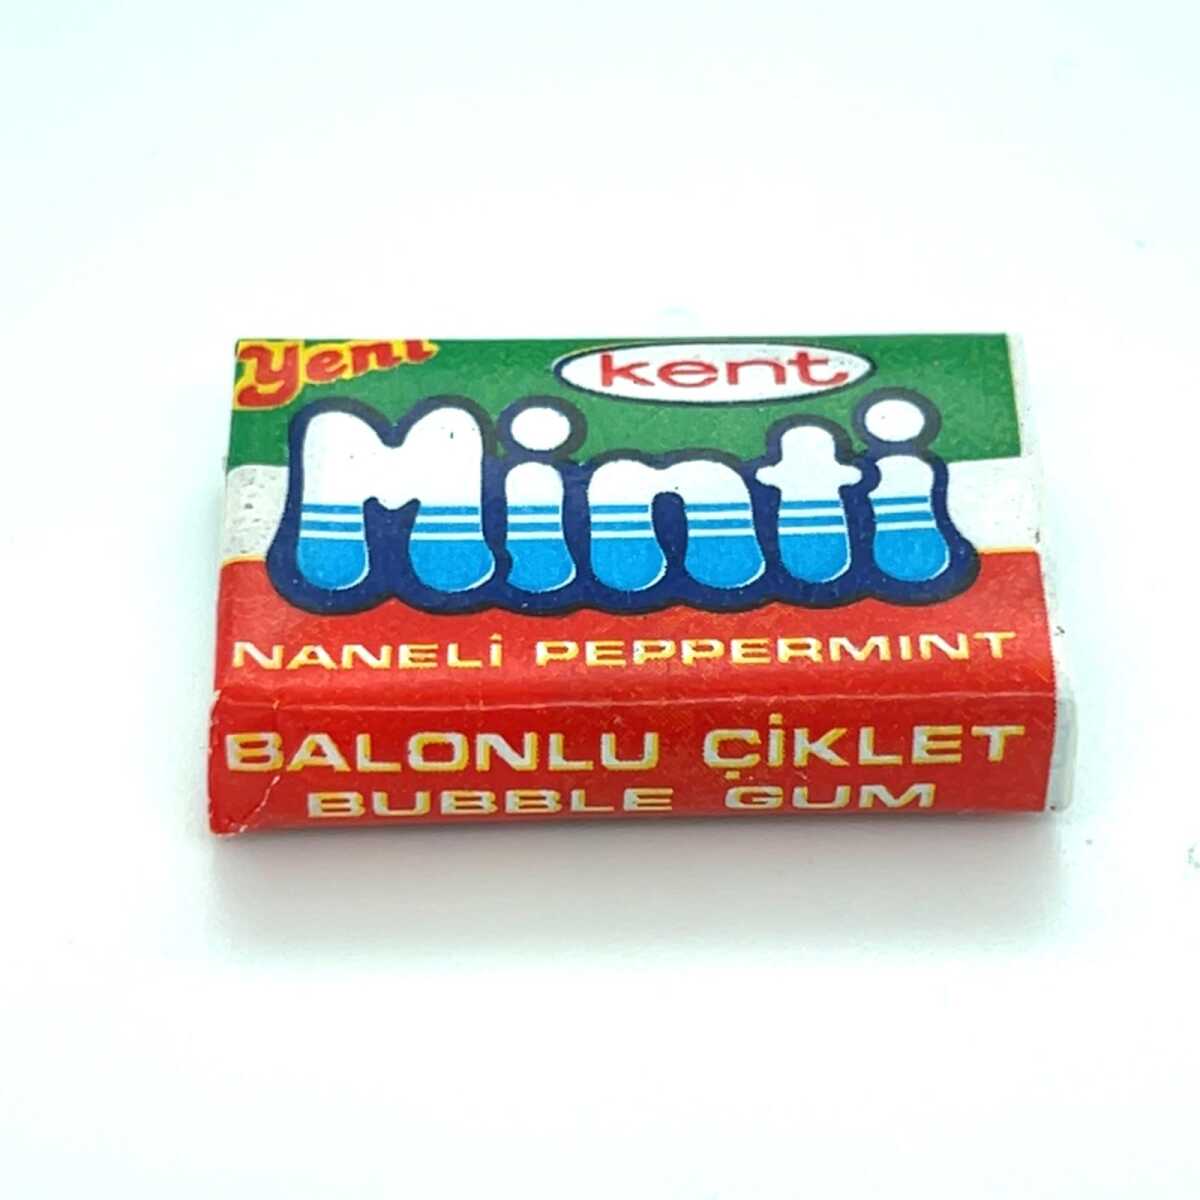 Yeni
kent
Minti
NANELİ PEPPERMINT
BALONLU ÇİKLET
BUBBLE GUM